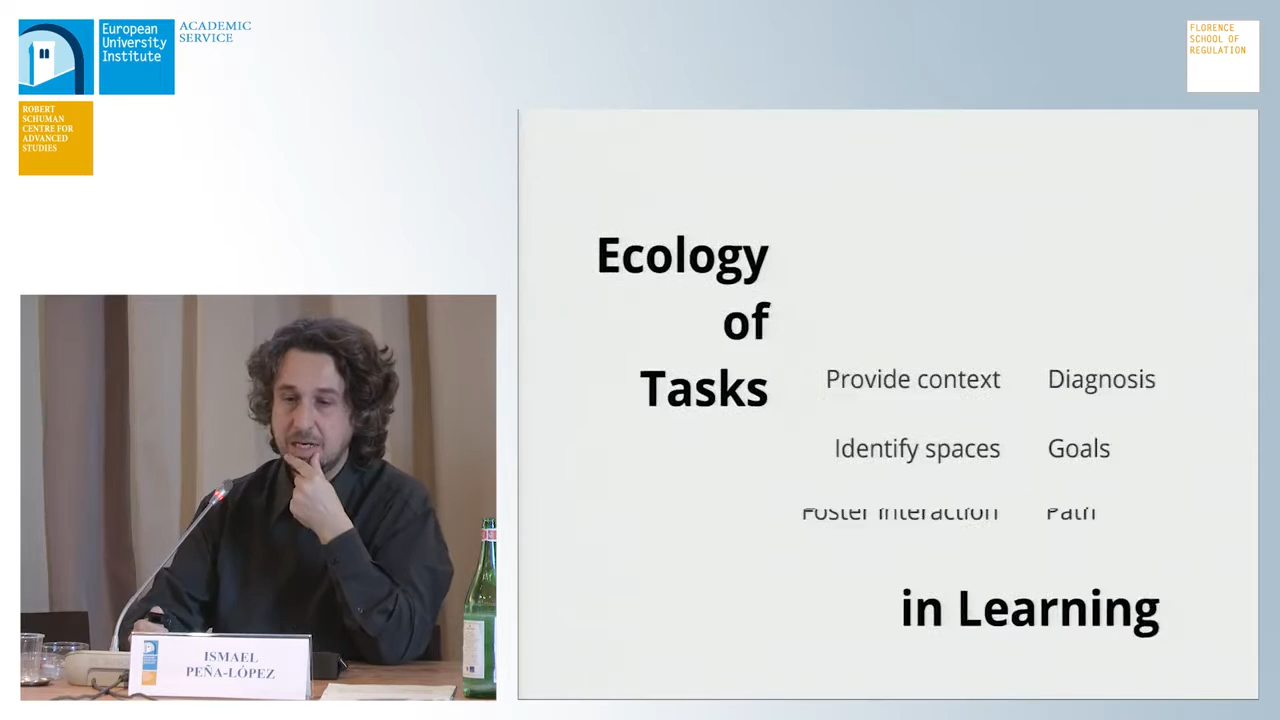 European
University
Institute
ACADEMIC
SERVICE
ROBERT
SCHUMAN
CENTRE FOR
ADVANCED
STUDIES
FLORENCE
SCHOOL OF
REGULATION
Ecology
of
Tasks
Provide context Diagnosis
Identify spaces Goals
Foster interaction Path
in Learning
ISMAEL
PEÑA-LÓPEZ